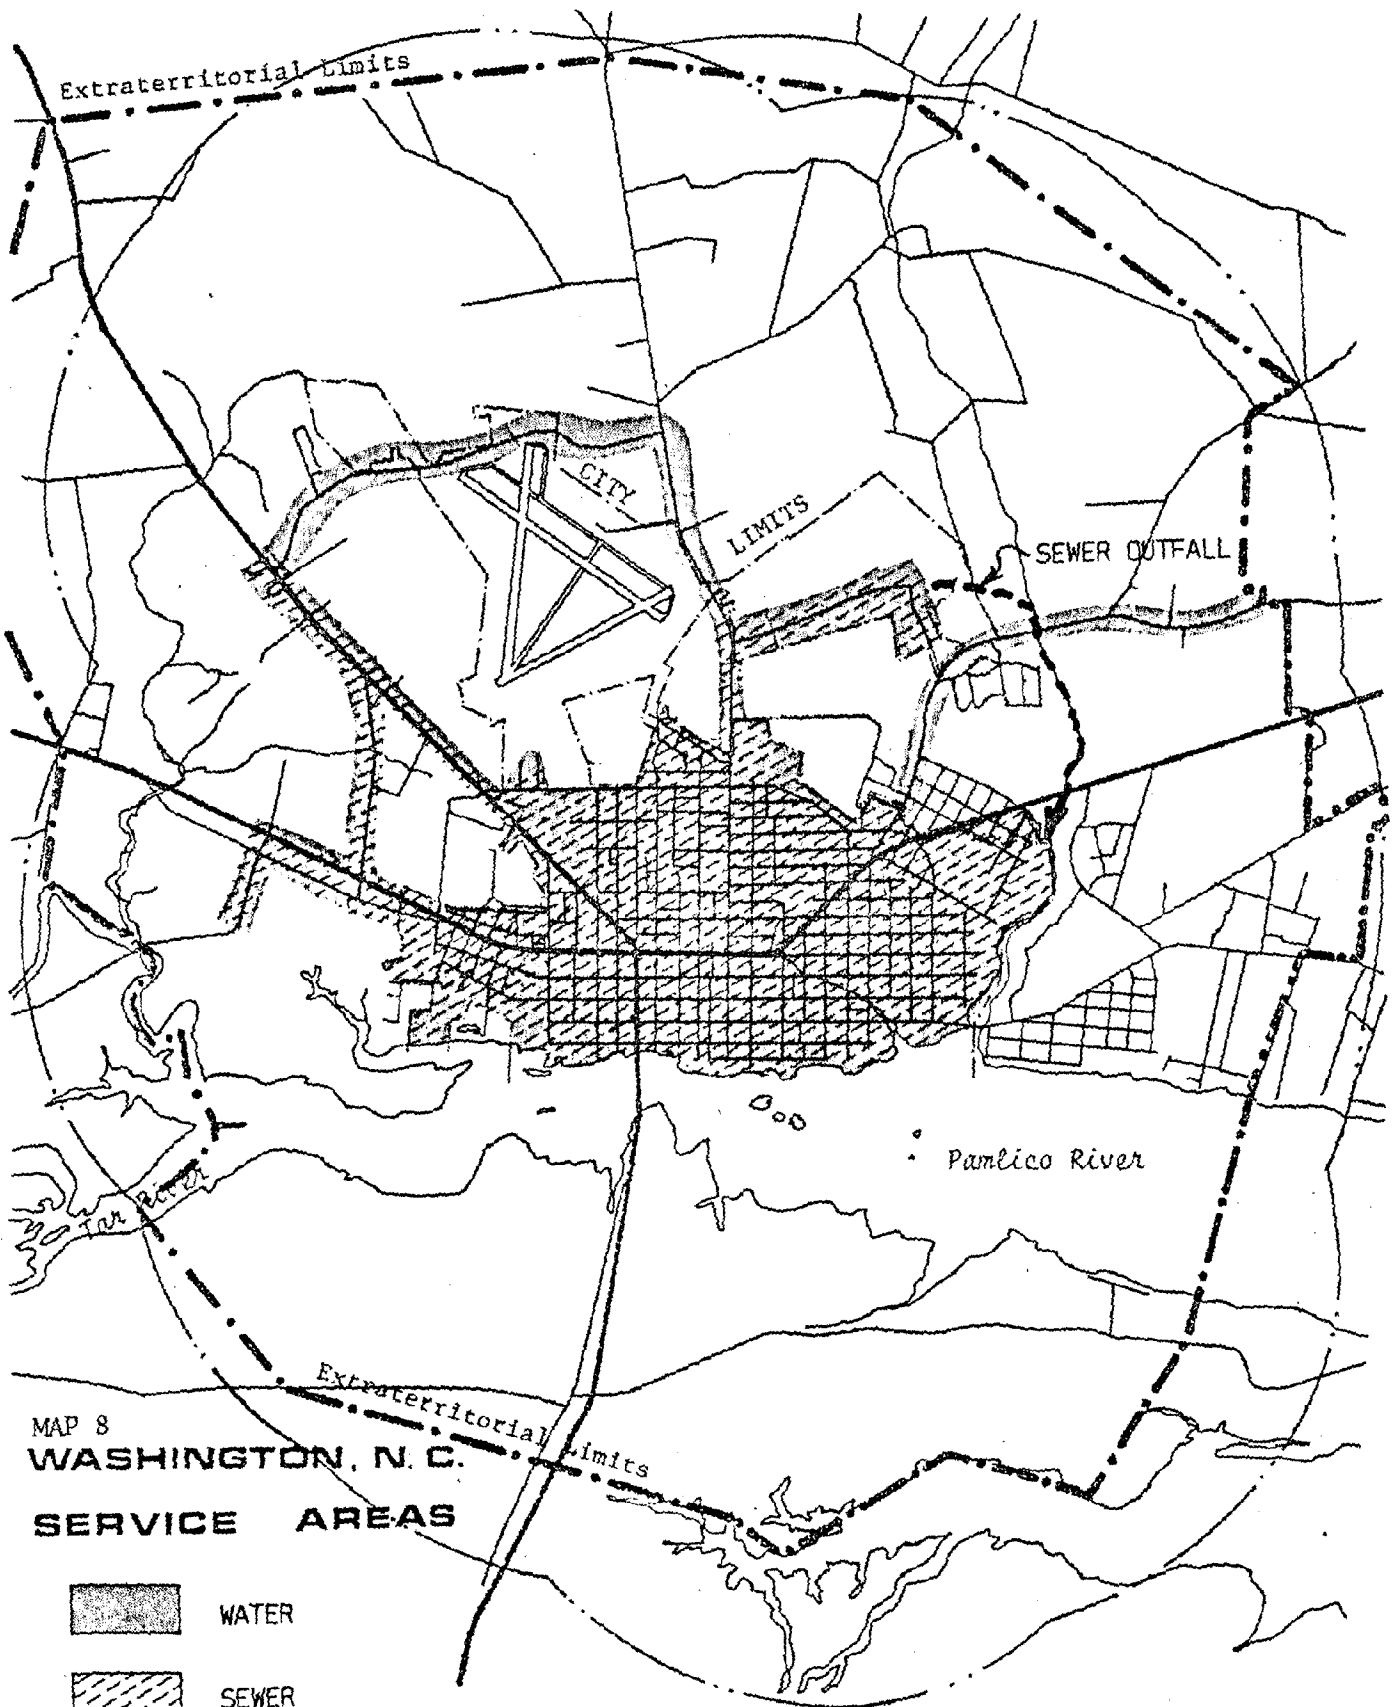 Extraterritorial Limits
CITY
LIMITS
SEWER OUTFALL
Pamlico River
Tar River
Extraterritorial Limits
MAP 8
WASHINGTON, N.C.
SERVICE AREAS
WATER
SEWER